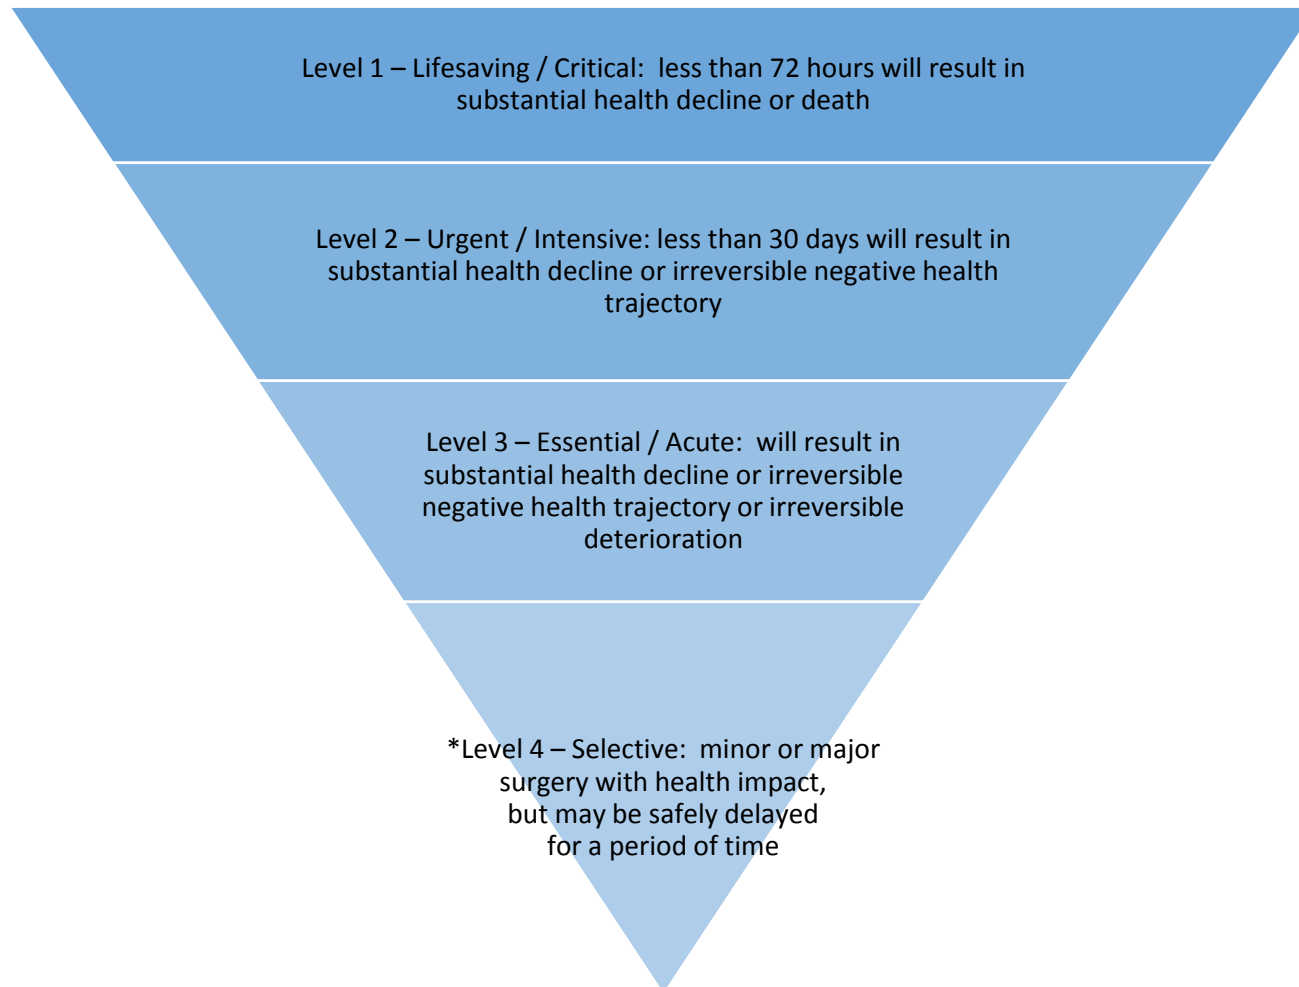 Level 1 – Lifesaving / Critical:  less than 72 hours will result in
substantial health decline or death
Level 2 – Urgent / Intensive: less than 30 days will result in
substantial health decline or irreversible negative health
trajectory
Level 3 – Essential / Acute:  will result in
substantial health decline or irreversible
negative health trajectory or irreversible
deterioration
*Level 4 – Selective:  minor or major
surgery with health impact,
but may be safely delayed
for a period of time